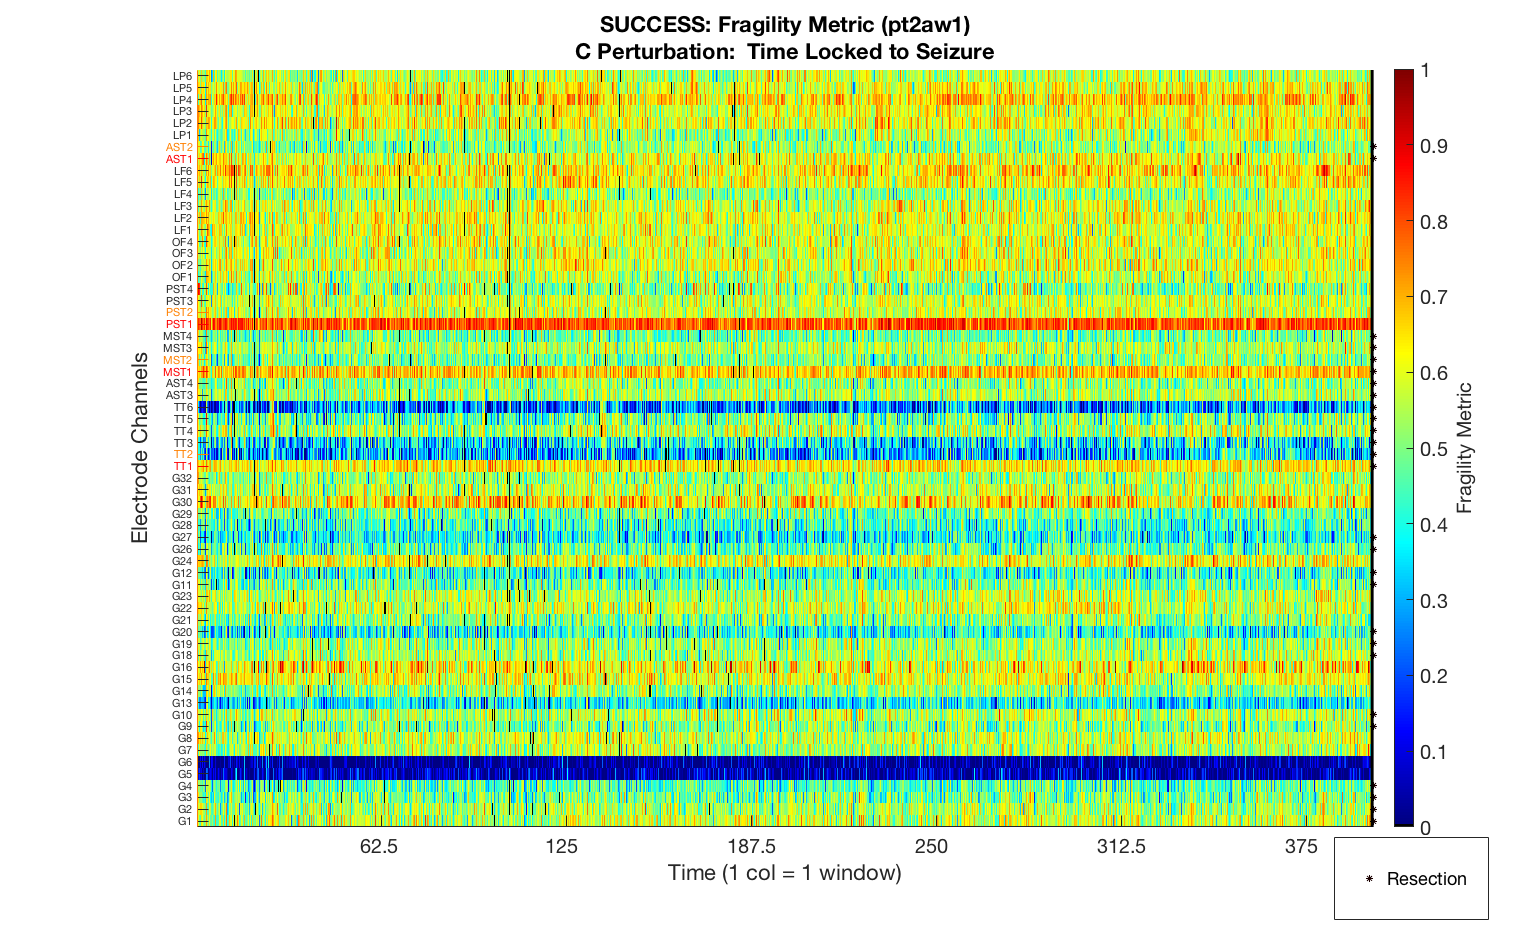 SUCCESS: Fragility Metric (pt2aw1)
C Perturbation:  Time Locked to Seizure
Electrode Channels
LP6
LP5
LP4
LP3
LP2
LP1
AST2
AST1
LF6
LF5
LF4
LF3
LF2
LF1
OF4
OF3
OF2
OF1
PST4
PST3
PST2
PST1
MST4
MST3
MST2
MST1
AST4
AST3
TT6
TT5
TT4
TT3
TT2
TT1
G32
G31
G30
G29
G28
G27
G26
G24
G12
G11
G23
G22
G21
G20
G19
G18
G16
G15
G14
G13
G10
G9
G8
G7
G6
G5
G4
G3
G2
G1
62.5 125 187.5 250 312.5 375
Time (1 col = 1 window)
1
0.9
0.8
0.7
0.6
0.5
0.4
0.3
0.2
0.1
0
Fragility Metric
* Resection